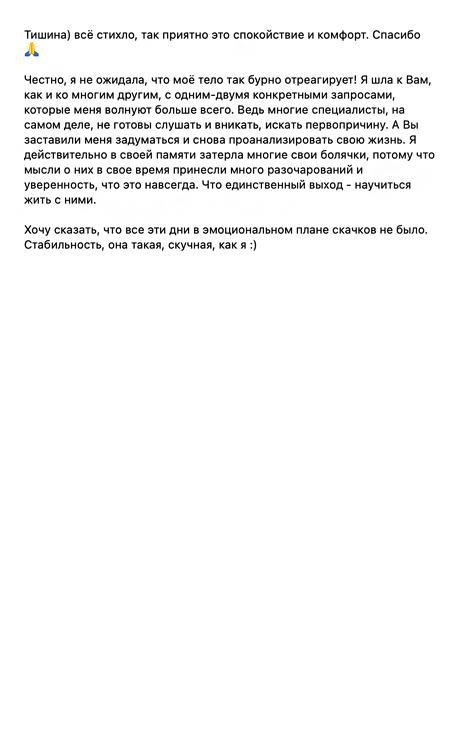 Тишина) всё стихло, так приятно это спокойствие и комфорт. Спасибо
🙏
Честно, я не ожидала, что моё тело так бурно отреагирует! Я шла к Вам,
как и ко многим другим, с одним-двумя конкретными запросами,
которые меня волнуют больше всего. Ведь многие специалисты, на
самом деле, не готовы слушать и вникать, искать первопричину. А Вы
заставили меня задуматься и снова проанализировать свою жизнь. Я
действительно в своей памяти затерла многие свои болячки, потому что
мысли о них в свое время принесли много разочарований и
уверенность, что это навсегда. Что единственный выход - научиться
жить с ними.
Хочу сказать, что все эти дни в эмоциональном плане скачков не было.
Стабильность, она такая, скучная, как я :)